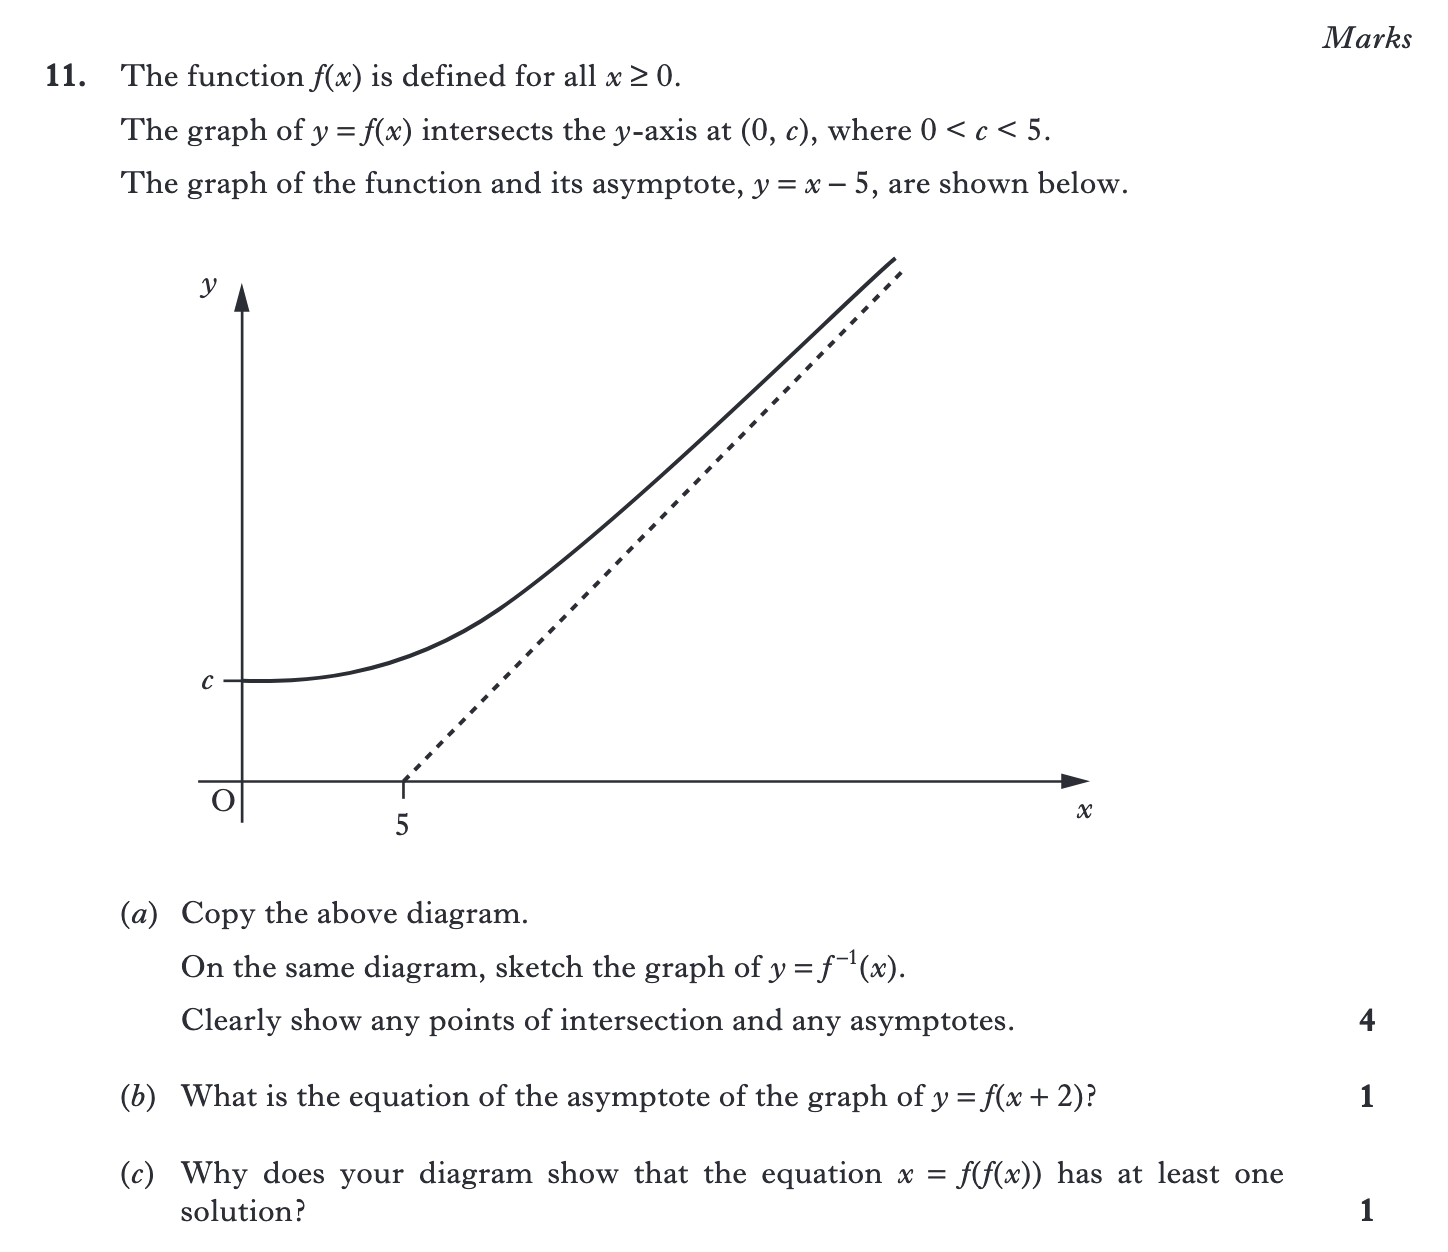 Marks
11. The function f(x) is defined for all x ≥ 0.
The graph of y = f(x) intersects the y-axis at (0, c), where 0 < c < 5.
The graph of the function and its asymptote, y = x – 5, are shown below.
y
c
O
5
x
(a) Copy the above diagram.
On the same diagram, sketch the graph of y = f⁻¹(x).
Clearly show any points of intersection and any asymptotes. 4
(b) What is the equation of the asymptote of the graph of y = f(x + 2)? 1
(c) Why does your diagram show that the equation x = f(f(x)) has at least one
solution? 1